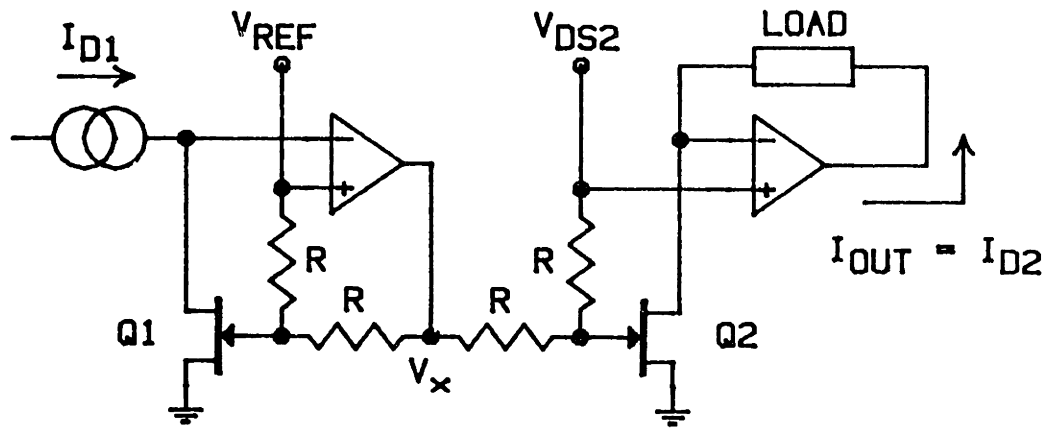 I_D1
V_REF
V_DS2
LOAD
−
+
−
+
R
R
R
R
I_OUT = I_D2
Q1
V_x
Q2